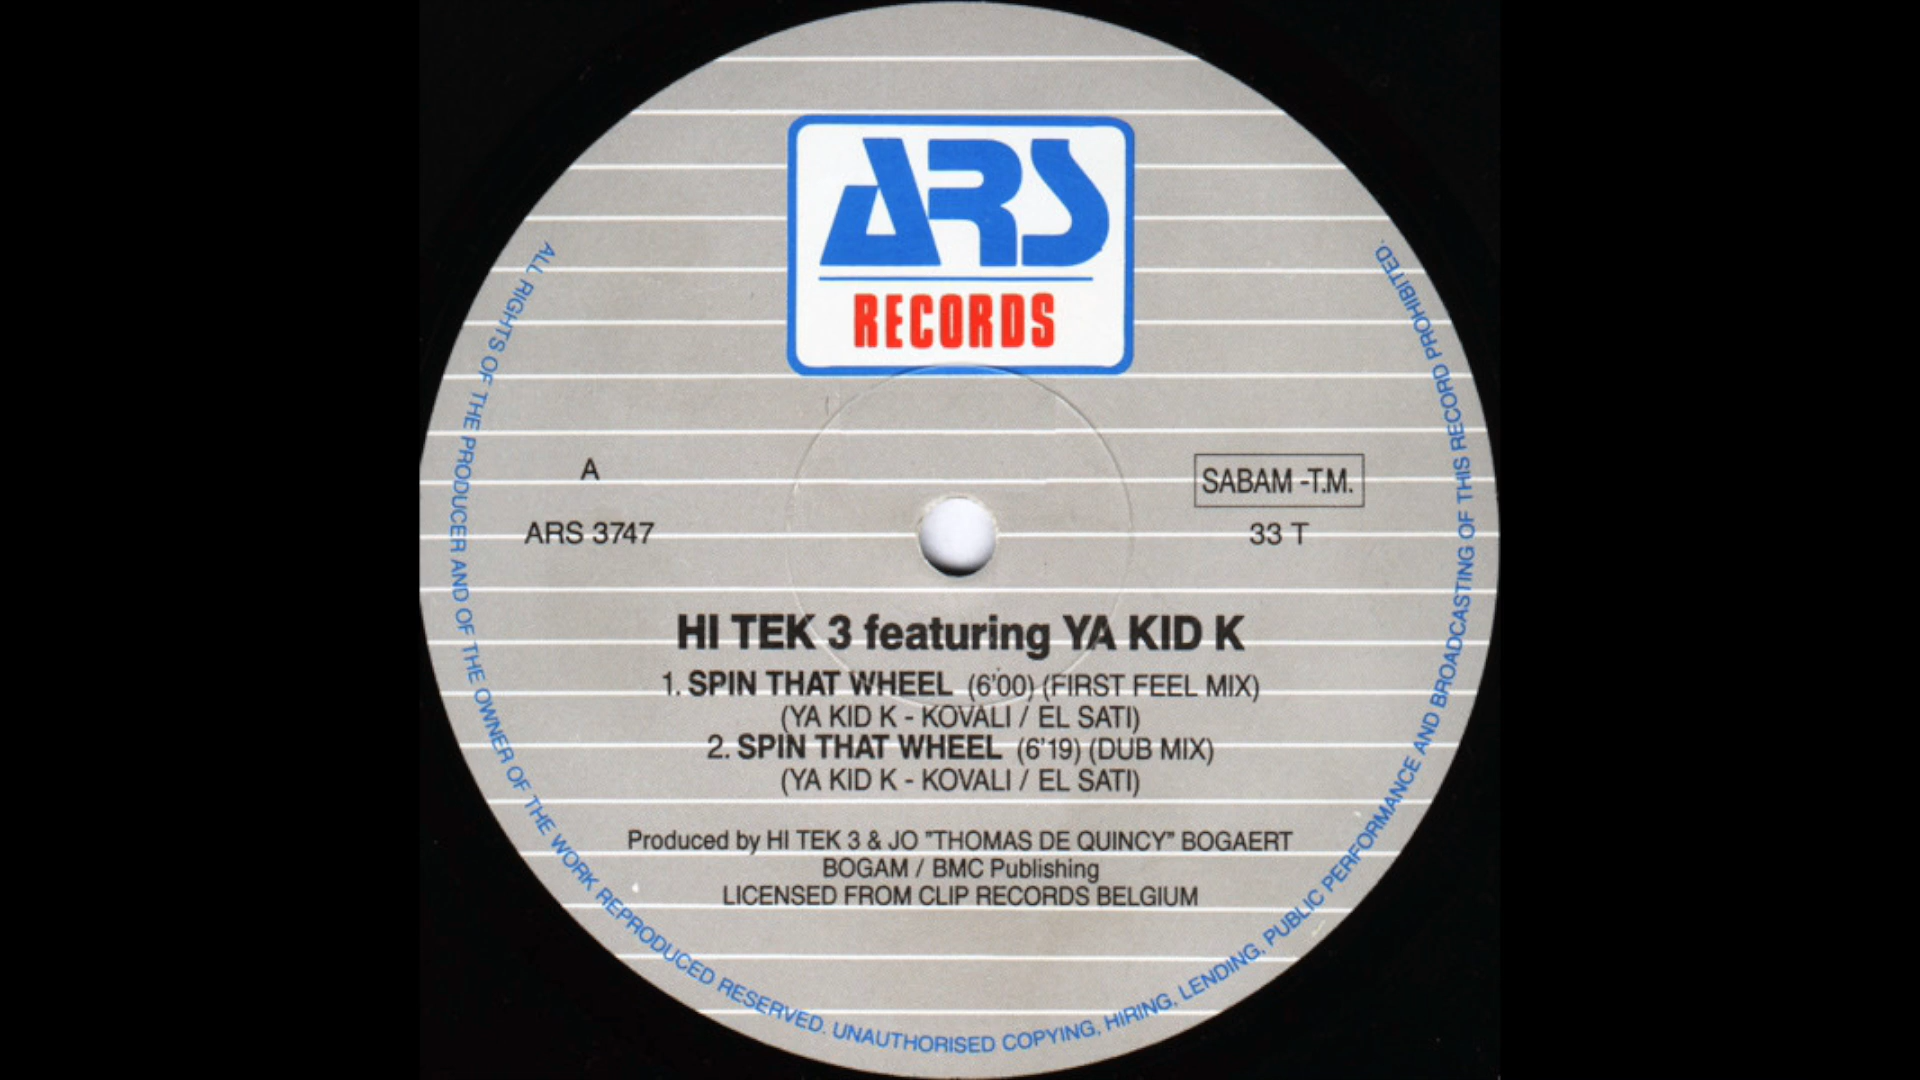 ARS
RECORDS
A
SABAM -T.M.
ARS 3747
33 T
HI TEK 3 featuring YA KID K
1. SPIN THAT WHEEL (6'00) (FIRST FEEL MIX)
(YA KID K - KOVALI / EL SATI)
2. SPIN THAT WHEEL (6'19) (DUB MIX)
(YA KID K - KOVALI / EL SATI)
Produced by HI TEK 3 & JO "THOMAS DE QUINCY" BOGAERT
BOGAM / BMC Publishing
LICENSED FROM CLIP RECORDS BELGIUM
ALL RIGHTS OF THE PRODUCER AND OF THE OWNER OF THE WORK REPRODUCED RESERVED. UNAUTHORISED COPYING, HIRING, LENDING, PUBLIC PERFORMANCE AND BROADCASTING OF THIS RECORD PROHIBITED.